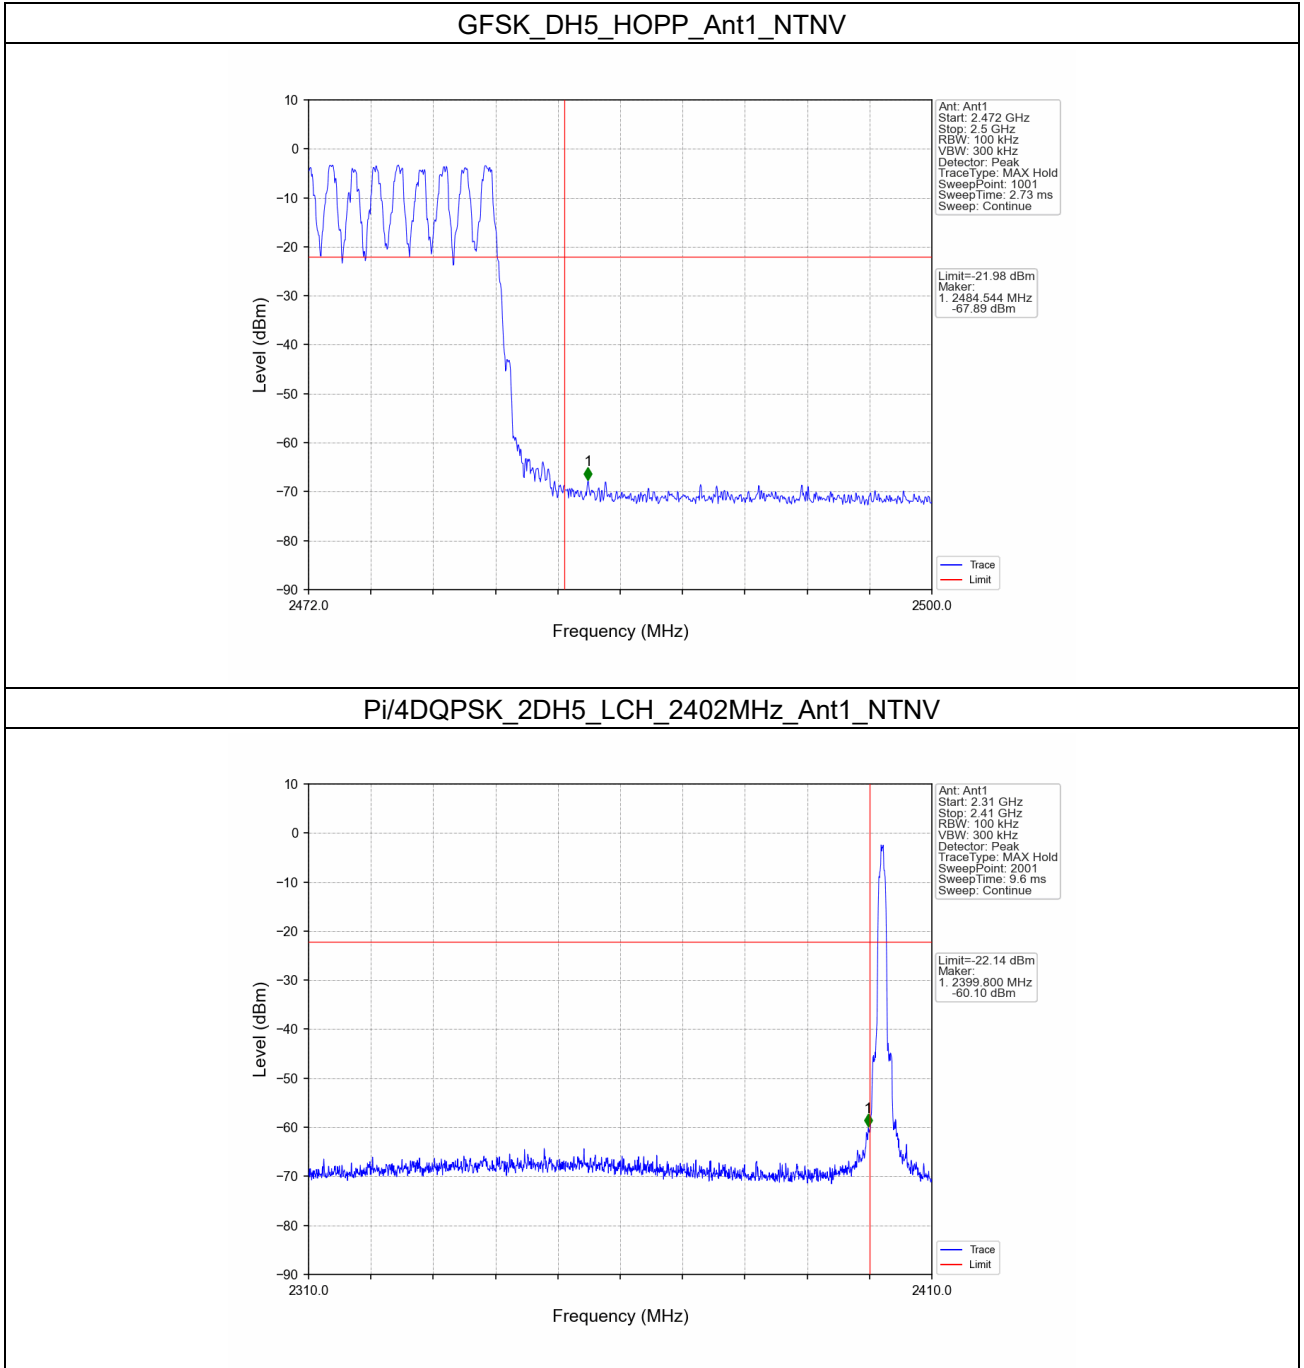 GFSK_DH5_HOPP_Ant1_NTNV
10
0
−10
−20
−30
−40
−50
−60
−70
−80
−90
Level (dBm)
1
2472.0
2500.0
Frequency (MHz)
Ant: Ant1
Start: 2.472 GHz
Stop: 2.5 GHz
RBW: 100 kHz
VBW: 300 kHz
Detector: Peak
TraceType: MAX Hold
SweepPoint: 1001
SweepTime: 2.73 ms
Sweep: Continue
Limit=-21.98 dBm
Maker:
1. 2484.544 MHz
-67.89 dBm
Trace
Limit
Pi/4DQPSK_2DH5_LCH_2402MHz_Ant1_NTNV
10
0
−10
−20
−30
−40
−50
−60
−70
−80
−90
Level (dBm)
1
2310.0
2410.0
Frequency (MHz)
Ant: Ant1
Start: 2.31 GHz
Stop: 2.41 GHz
RBW: 100 kHz
VBW: 300 kHz
Detector: Peak
TraceType: MAX Hold
SweepPoint: 2001
SweepTime: 9.6 ms
Sweep: Continue
Limit=-22.14 dBm
Maker:
1. 2399.800 MHz
-60.10 dBm
Trace
Limit